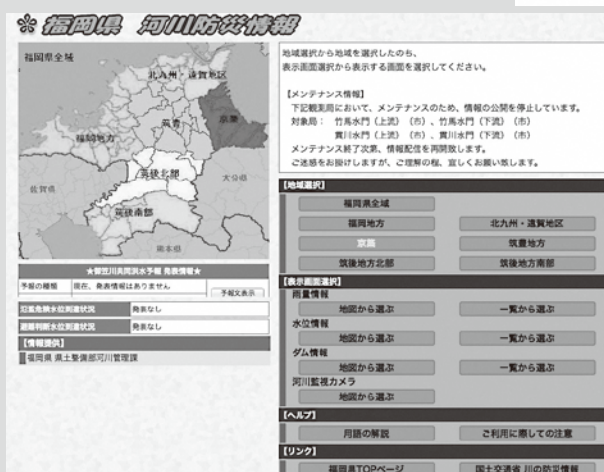 福岡県 河川防災情報
福岡県全域
北九州・遠賀地区
筑豊
京築
福岡地方
筑後北部
佐賀県
大分県
筑後南部
熊本県
★御笠川共同洪水予報 発表情報★
予報の種類 現在、発表情報はありません
予報文表示
氾濫危険水位到達状況 発表なし
避難判断水位到達状況 発表なし
【情報提供】
福岡県 県土整備部河川管理課
地域選択から地域を選択したのち、
表示画面選択から表示する画面を選択してください。
【メンテナンス情報】
下記観測局において、メンテナンスのため、情報の公開を停止しています。
対象局： 竹馬水門（上流）（市）、竹馬水門（下流）（市）
貫川水門（上流）（市）、貫川水門（下流）（市）
メンテナンス終了次第、情報配信を再開致します。
ご迷惑をお掛けしますが、ご理解の程、宜しくお願い致します。
【地域選択】
福岡県全域
福岡地方 北九州・遠賀地区
京築 筑豊地方
筑後地方北部 筑後地方南部
【表示画面選択】
雨量情報
地図から選ぶ 一覧から選ぶ
水位情報
地図から選ぶ 一覧から選ぶ
ダム情報
地図から選ぶ 一覧から選ぶ
河川監視カメラ
地図から選ぶ
【ヘルプ】
用語の解説 ご利用に際しての注意
【リンク】
福岡県TOPページ 国土交通省 川の防災情報